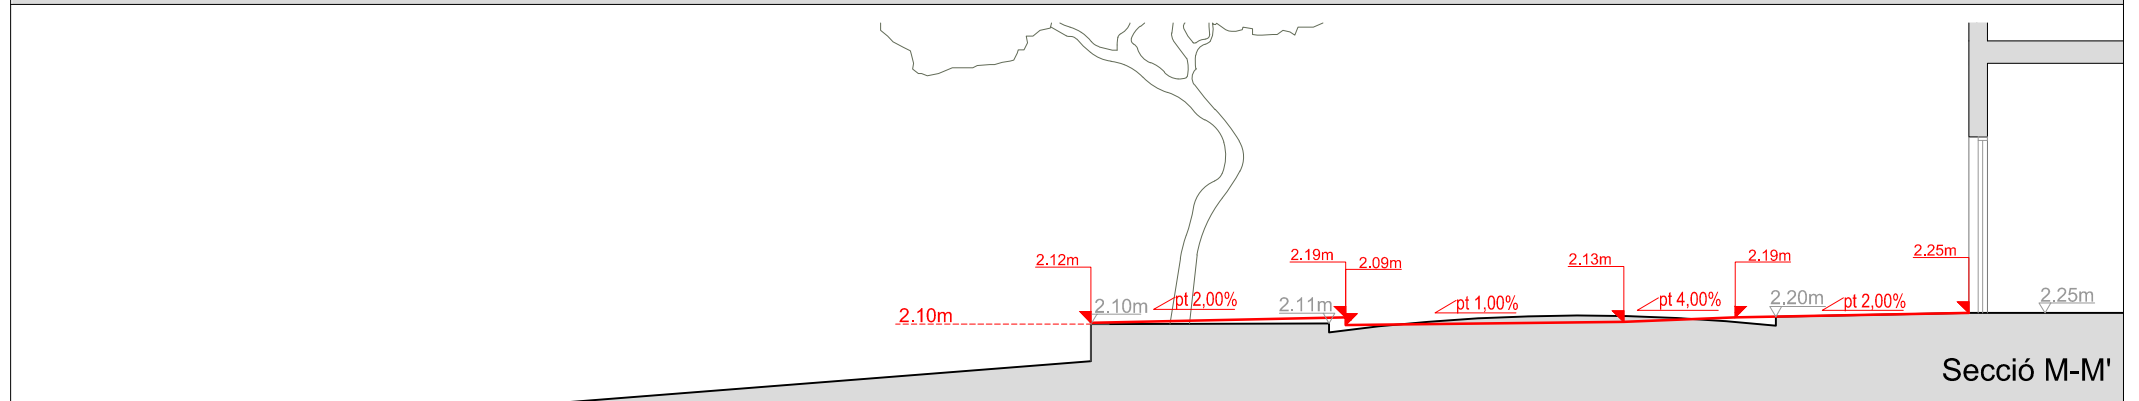 2.25m
2.19m
2.19m
2.13m
2.12m
2.09m
2.25m
pt 2,00%
2.10m
2.11m
pt 1,00%
pt 4,00%
2.20m
pt 2,00%
2.10m
Secció M-M'